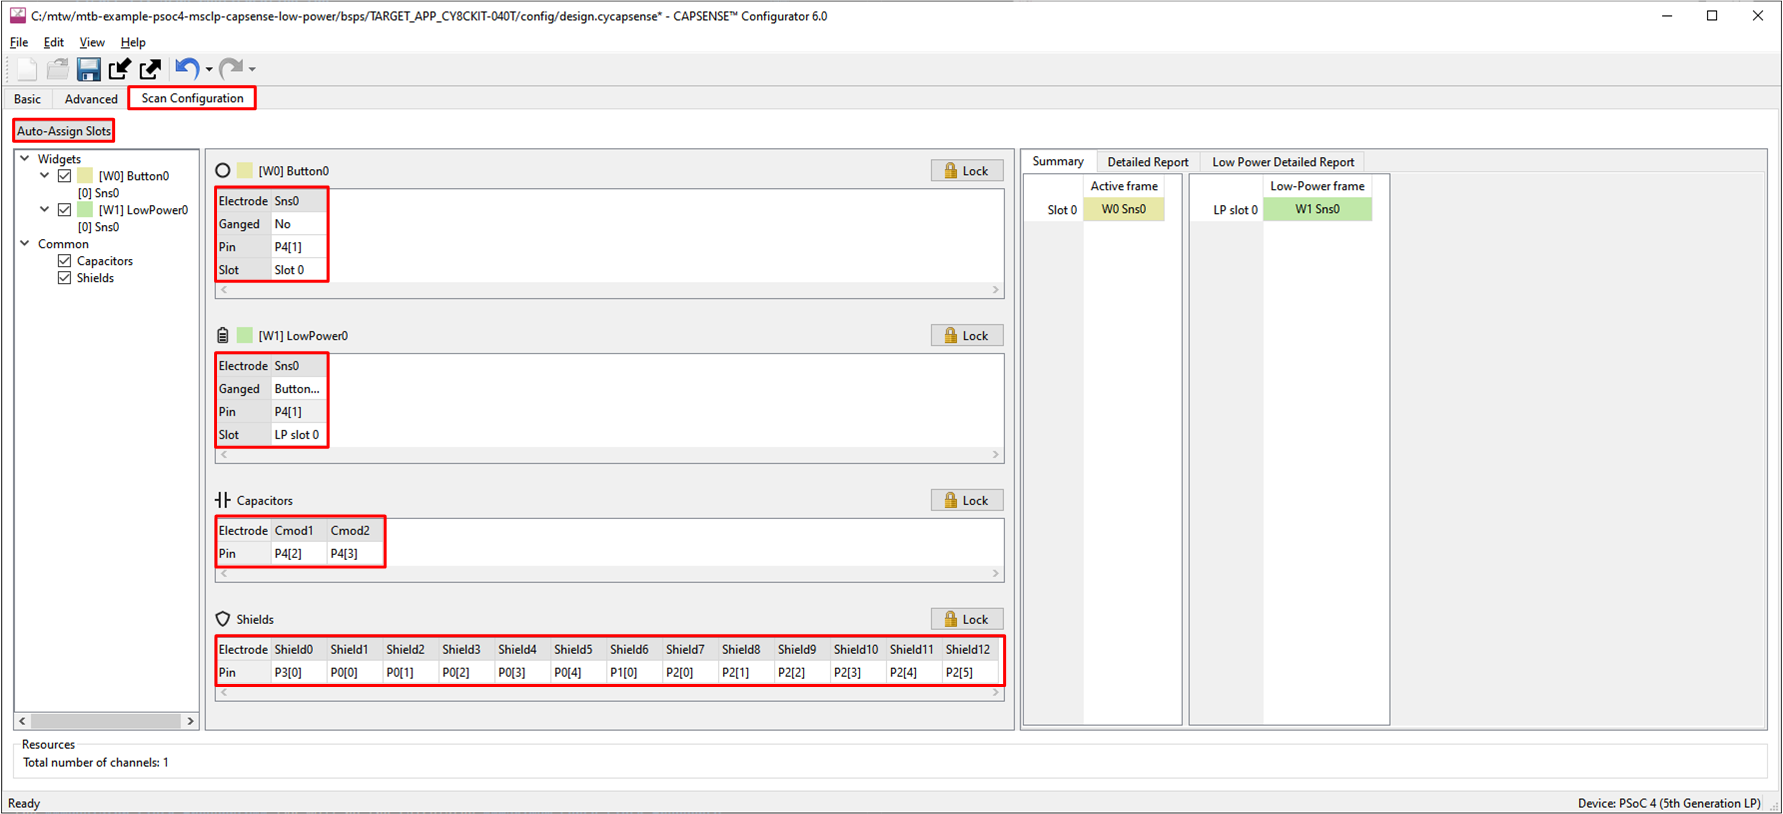 C:/mtw/mtb-example-psoc4-msclp-capsense-low-power/bsps/TARGET_APP_CY8CKIT-040T/config/design.cycapsense* - CAPSENSE™ Configurator 6.0
File Edit View Help
Basic Advanced Scan Configuration
Auto-Assign Slots
Widgets
[W0] Button0
[0] Sns0
[W1] LowPower0
[0] Sns0
Common
Capacitors
Shields
[W0] Button0 Lock
Electrode Sns0
Ganged No
Pin P4[1]
Slot Slot 0
[W1] LowPower0 Lock
Electrode Sns0
Ganged Button...
Pin P4[1]
Slot LP slot 0
Capacitors Lock
Electrode Cmod1 Cmod2
Pin P4[2] P4[3]
Shields Lock
Electrode Shield0 Shield1 Shield2 Shield3 Shield4 Shield5 Shield6 Shield7 Shield8 Shield9 Shield10 Shield11 Shield12
Pin P3[0] P0[0] P0[1] P0[2] P0[3] P0[4] P1[0] P2[0] P2[1] P2[2] P2[3] P2[4] P2[5]
Summary Detailed Report Low Power Detailed Report
Active frame Low-Power frame
Slot 0 W0 Sns0 LP slot 0 W1 Sns0
Resources
Total number of channels: 1
Ready Device: PSoC 4 (5th Generation LP)